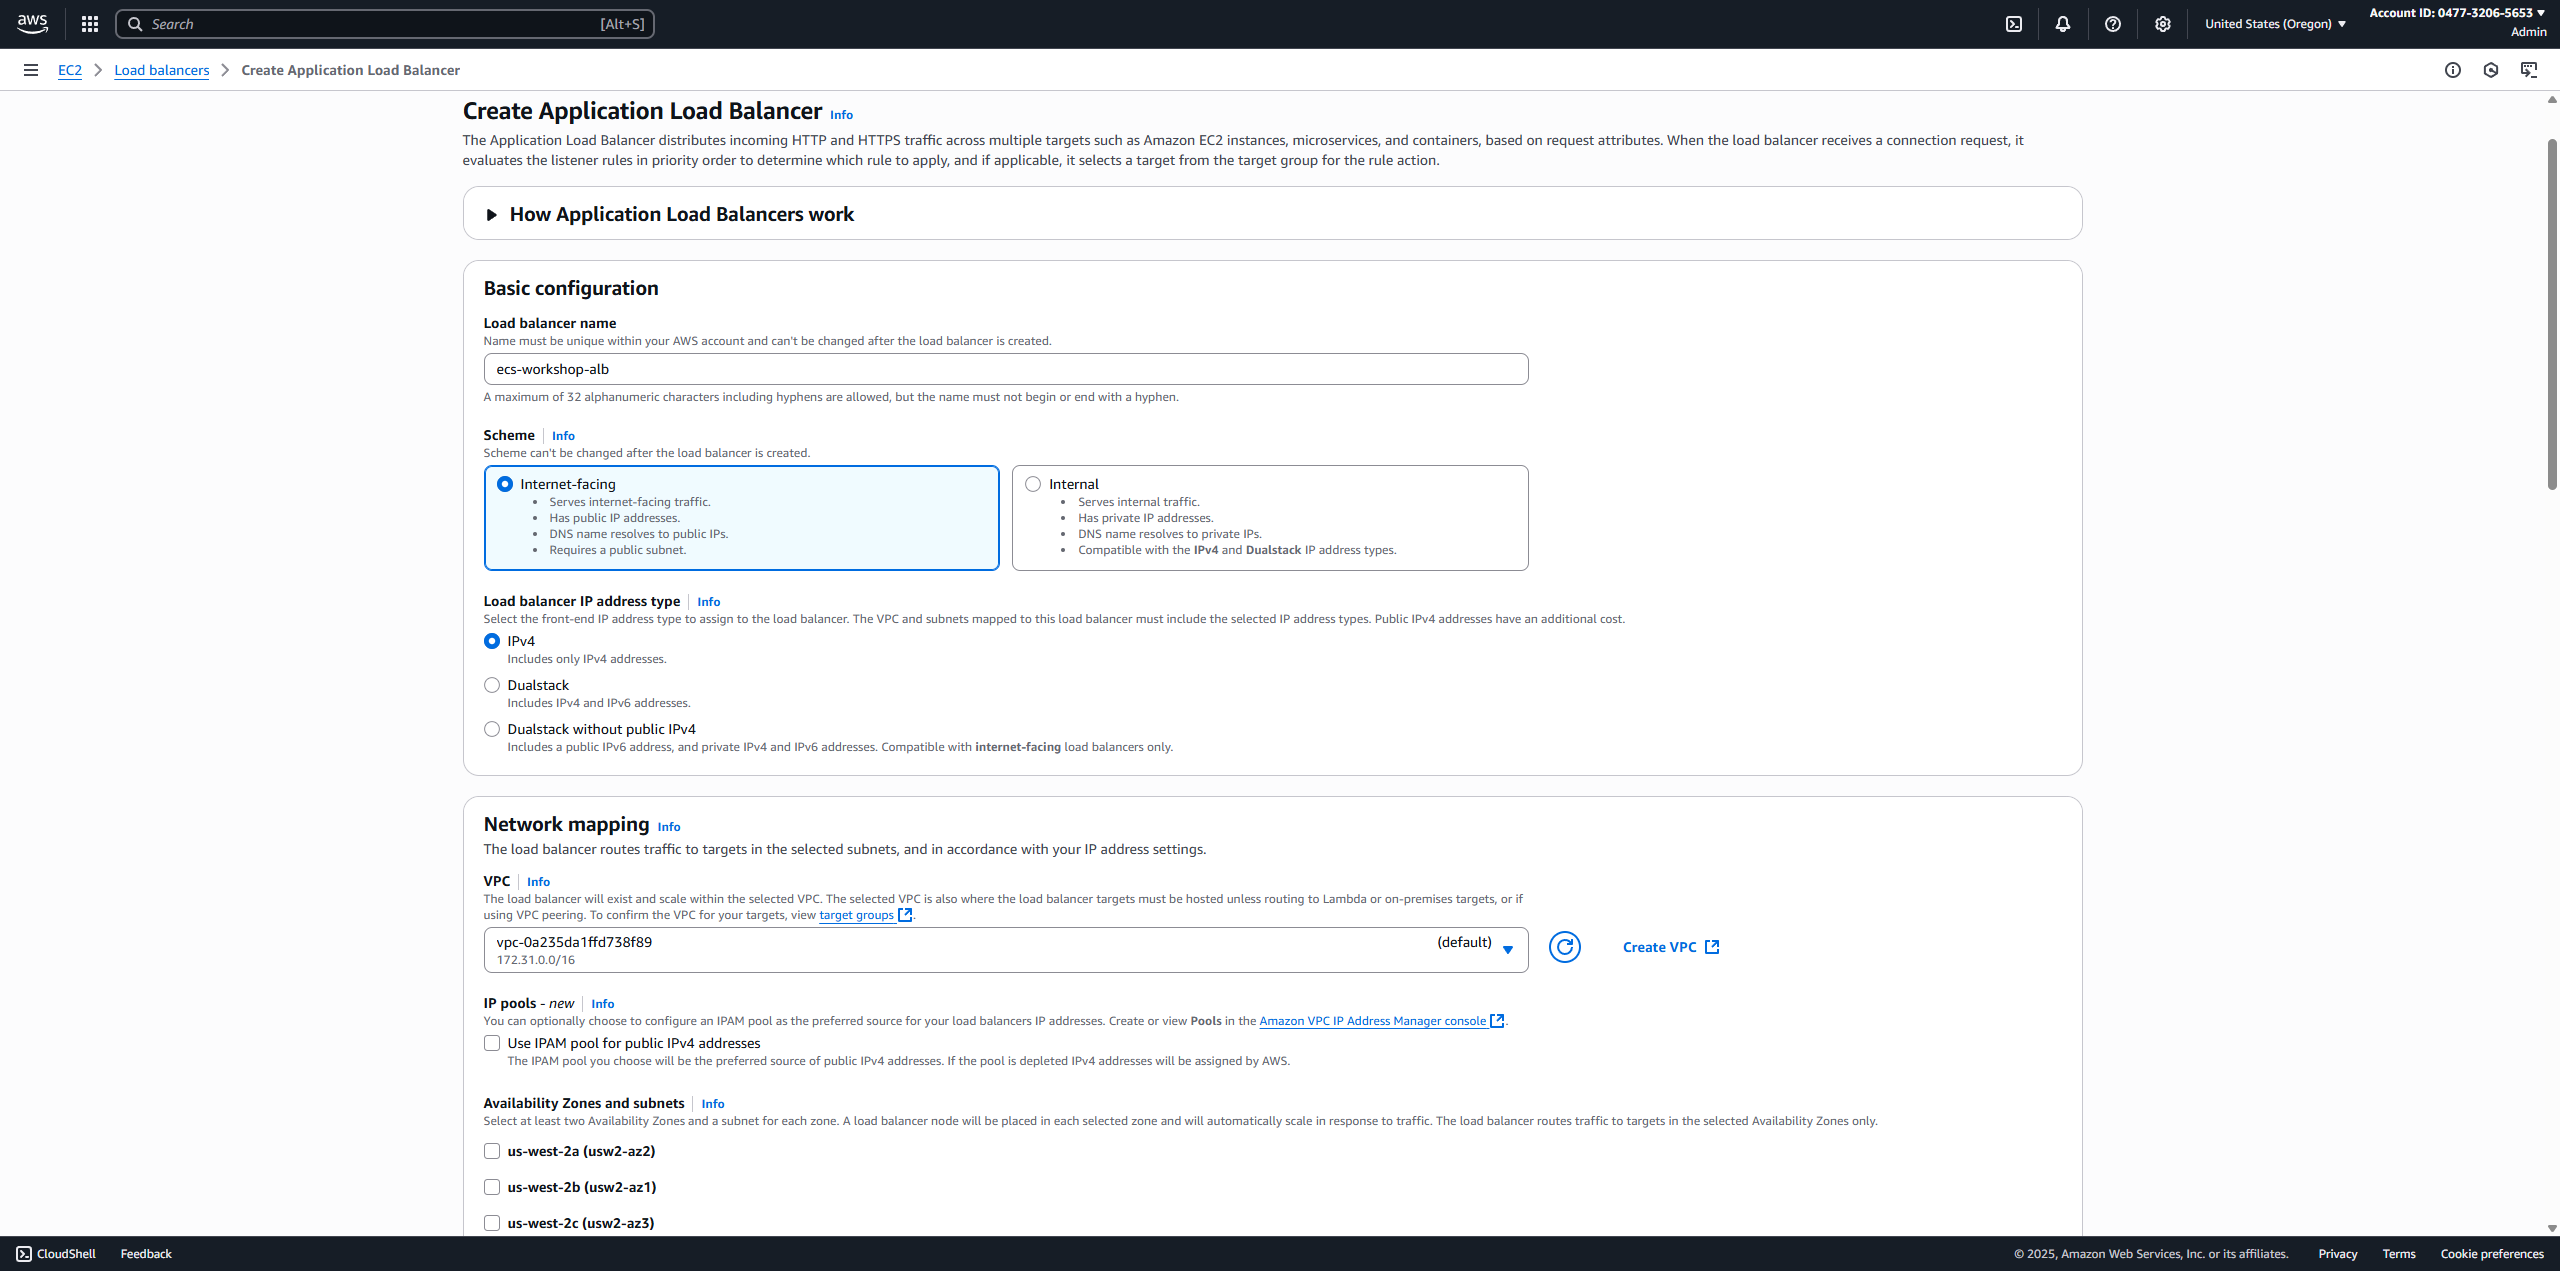 aws
Search
[Alt+S]
United States (Oregon)
Account ID: 0477-3206-5653
Admin
EC2
Load balancers
Create Application Load Balancer
Create Application Load Balancer Info
The Application Load Balancer distributes incoming HTTP and HTTPS traffic across multiple targets such as Amazon EC2 instances, microservices, and containers, based on request attributes. When the load balancer receives a connection request, it
evaluates the listener rules in priority order to determine which rule to apply, and if applicable, it selects a target from the target group for the rule action.
How Application Load Balancers work
Basic configuration
Load balancer name
Name must be unique within your AWS account and can't be changed after the load balancer is created.
ecs-workshop-alb
A maximum of 32 alphanumeric characters including hyphens are allowed, but the name must not begin or end with a hyphen.
Scheme Info
Scheme can't be changed after the load balancer is created.
Internet-facing
• Serves internet-facing traffic.
• Has public IP addresses.
• DNS name resolves to public IPs.
• Requires a public subnet.
Internal
• Serves internal traffic.
• Has private IP addresses.
• DNS name resolves to private IPs.
• Compatible with the IPv4 and Dualstack IP address types.
Load balancer IP address type Info
Select the front-end IP address type to assign to the load balancer. The VPC and subnets mapped to this load balancer must include the selected IP address types. Public IPv4 addresses have an additional cost.
IPv4
Includes only IPv4 addresses.
Dualstack
Includes IPv4 and IPv6 addresses.
Dualstack without public IPv4
Includes a public IPv6 address, and private IPv4 and IPv6 addresses. Compatible with internet-facing load balancers only.
Network mapping Info
The load balancer routes traffic to targets in the selected subnets, and in accordance with your IP address settings.
VPC Info
The load balancer will exist and scale within the selected VPC. The selected VPC is also where the load balancer targets must be hosted unless routing to Lambda or on-premises targets, or if
using VPC peering. To confirm the VPC for your targets, view target groups.
vpc-0a235da1ffd738f89 (default)
172.31.0.0/16
Create VPC
IP pools - new Info
You can optionally choose to configure an IPAM pool as the preferred source for your load balancers IP addresses. Create or view Pools in the Amazon VPC IP Address Manager console.
Use IPAM pool for public IPv4 addresses
The IPAM pool you choose will be the preferred source of public IPv4 addresses. If the pool is depleted IPv4 addresses will be assigned by AWS.
Availability Zones and subnets Info
Select at least two Availability Zones and a subnet for each zone. A load balancer node will be placed in each selected zone and will automatically scale in response to traffic. The load balancer routes traffic to targets in the selected Availability Zones only.
us-west-2a (usw2-az2)
us-west-2b (usw2-az1)
us-west-2c (usw2-az3)
CloudShell
Feedback
© 2025, Amazon Web Services, Inc. or its affiliates.
Privacy
Terms
Cookie preferences